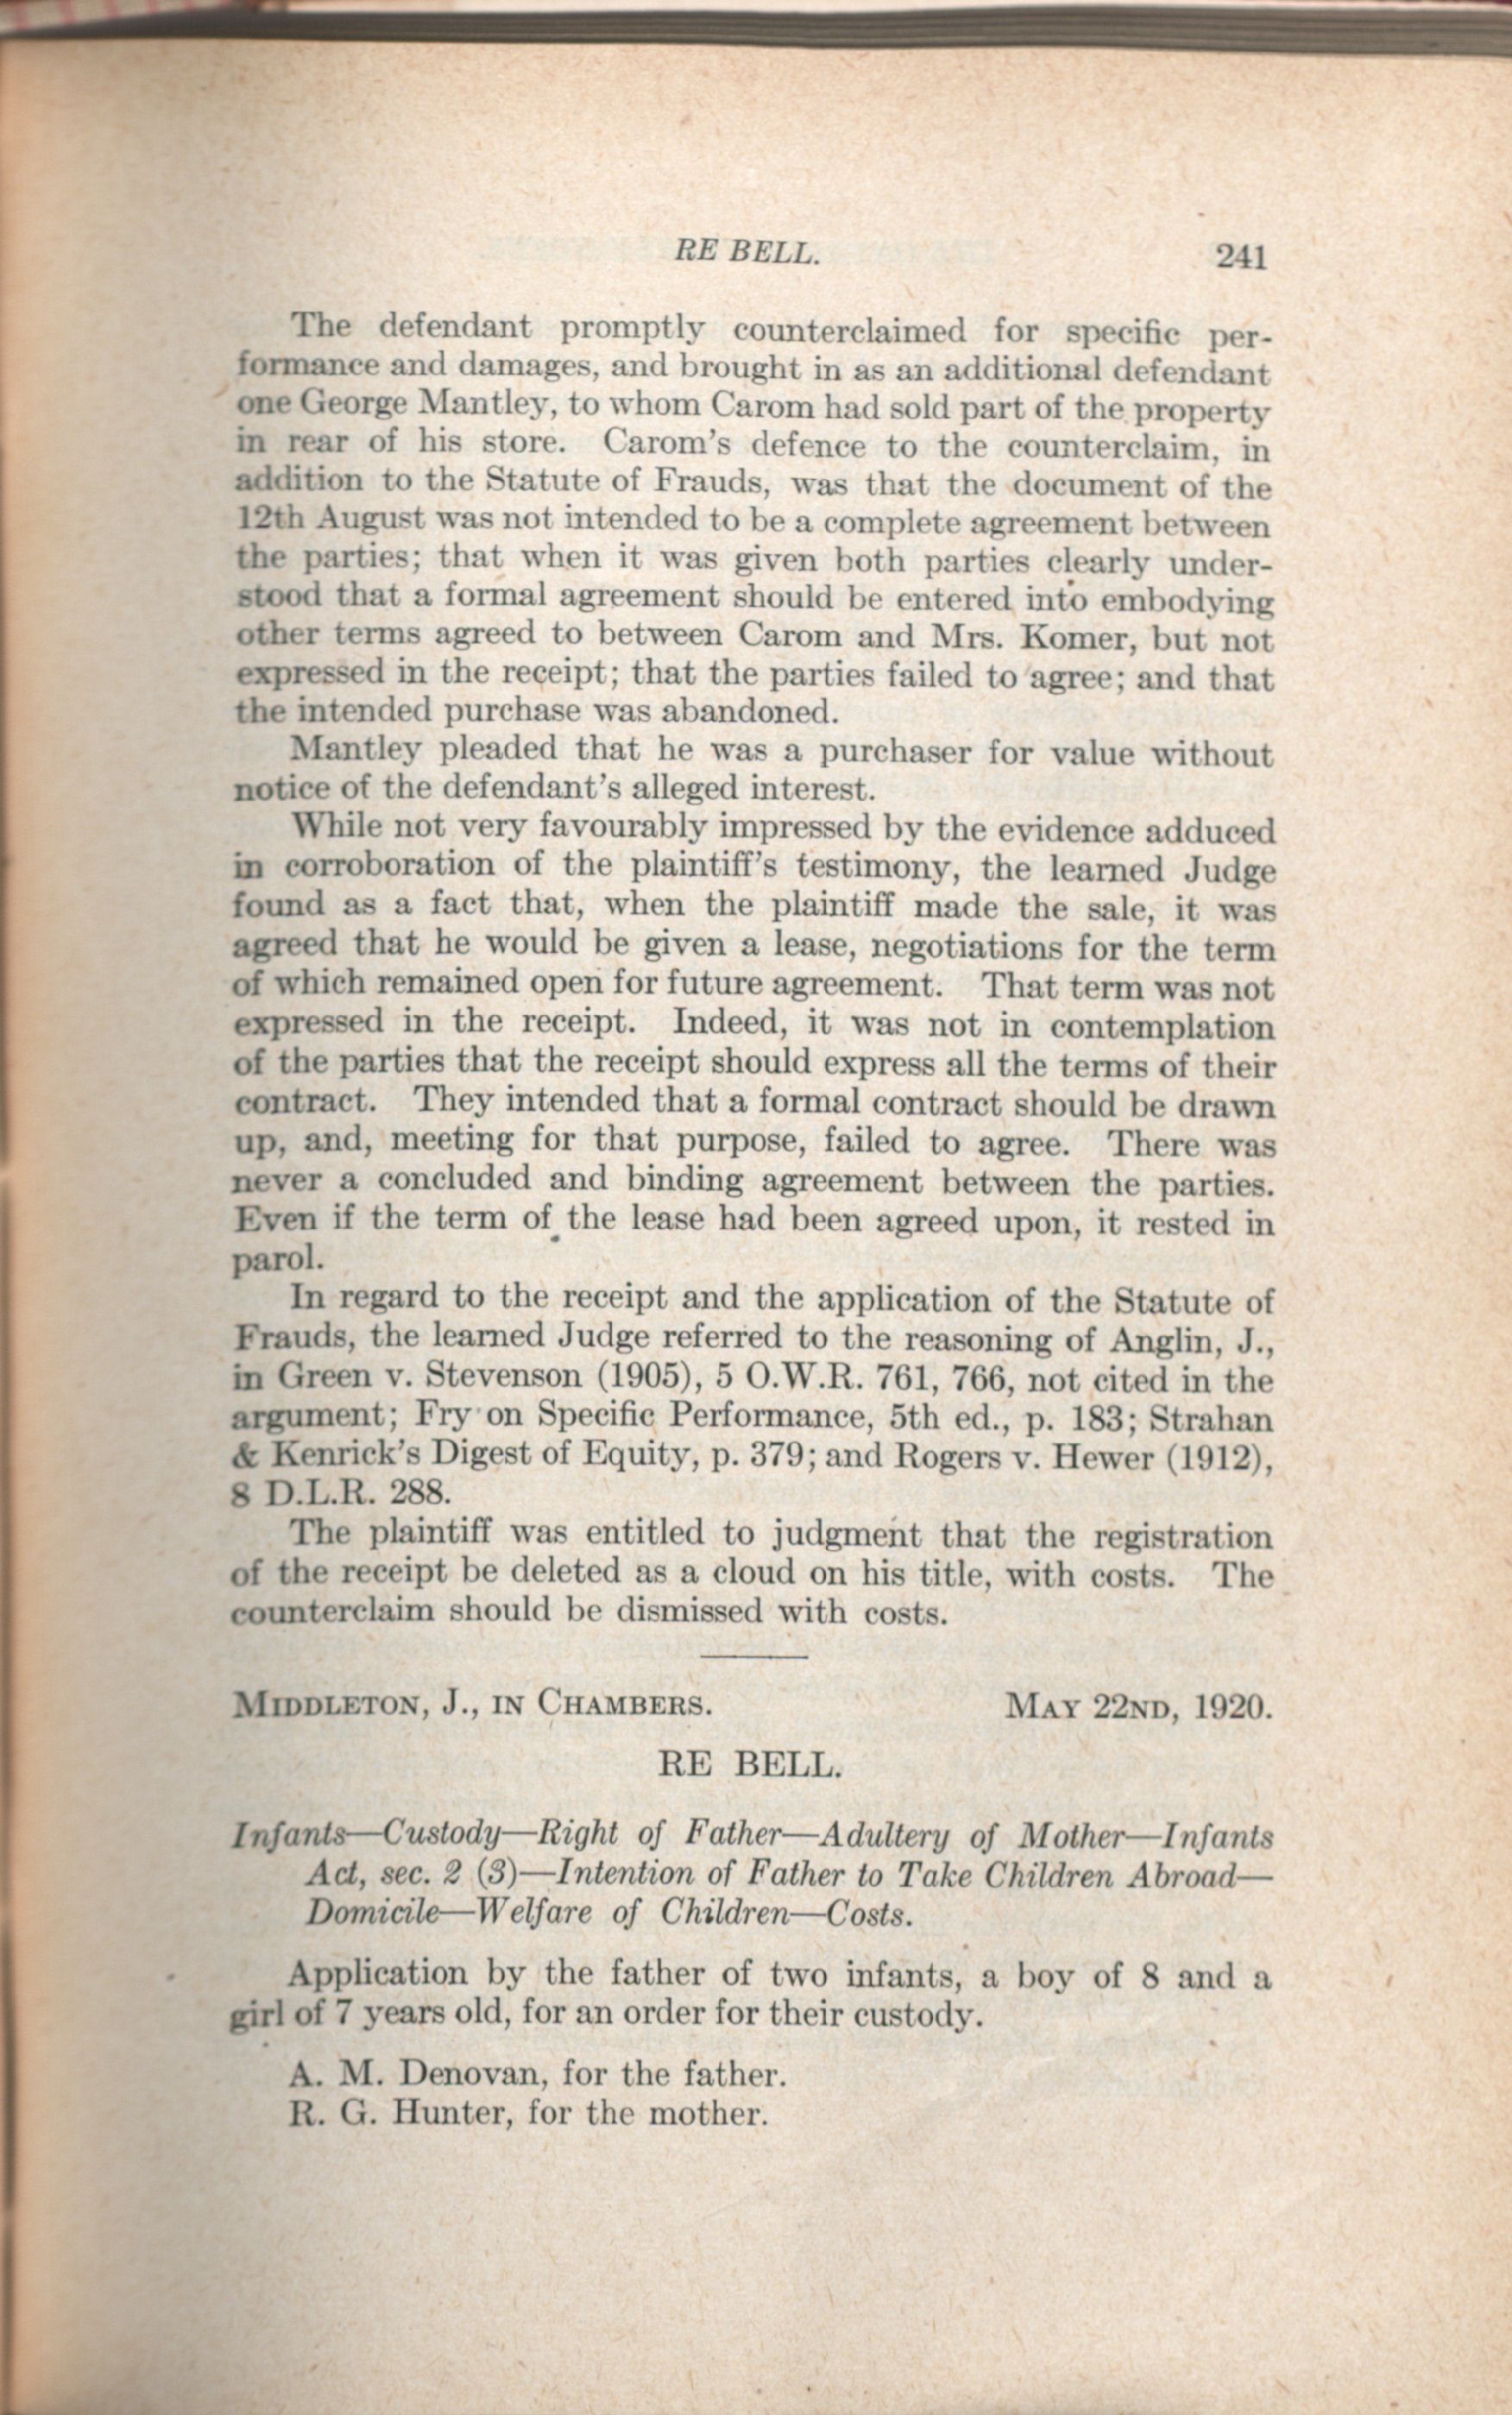 RE BELL. 241
The defendant promptly counterclaimed for specific per-
formance and damages, and brought in as an additional defendant
one George Mantley, to whom Carom had sold part of the property
in rear of his store. Carom's defence to the counterclaim, in
addition to the Statute of Frauds, was that the document of the
12th August was not intended to be a complete agreement between
the parties; that when it was given both parties clearly under-
stood that a formal agreement should be entered into embodying
other terms agreed to between Carom and Mrs. Komer, but not
expressed in the receipt; that the parties failed to agree; and that
the intended purchase was abandoned.
Mantley pleaded that he was a purchaser for value without
notice of the defendant's alleged interest.
While not very favourably impressed by the evidence adduced
in corroboration of the plaintiff's testimony, the learned Judge
found as a fact that, when the plaintiff made the sale, it was
agreed that he would be given a lease, negotiations for the term
of which remained open for future agreement. That term was not
expressed in the receipt. Indeed, it was not in contemplation
of the parties that the receipt should express all the terms of their
contract. They intended that a formal contract should be drawn
up, and, meeting for that purpose, failed to agree. There was
never a concluded and binding agreement between the parties.
Even if the term of the lease had been agreed upon, it rested in
parol.
In regard to the receipt and the application of the Statute of
Frauds, the learned Judge referred to the reasoning of Anglin, J.,
in Green v. Stevenson (1905), 5 O.W.R. 761, 766, not cited in the
argument; Fry on Specific Performance, 5th ed., p. 183; Strahan
& Kenrick's Digest of Equity, p. 379; and Rogers v. Hewer (1912),
8 D.L.R. 288.
The plaintiff was entitled to judgment that the registration
of the receipt be deleted as a cloud on his title, with costs. The
counterclaim should be dismissed with costs.
MIDDLETON, J., IN CHAMBERS. MAY 22ND, 1920.
RE BELL.
Infants—Custody—Right of Father—Adultery of Mother—Infants
Act, sec. 2 (3)—Intention of Father to Take Children Abroad—
Domicile—Welfare of Children—Costs.
Application by the father of two infants, a boy of 8 and a
girl of 7 years old, for an order for their custody.
A. M. Denovan, for the father.
R. G. Hunter, for the mother.